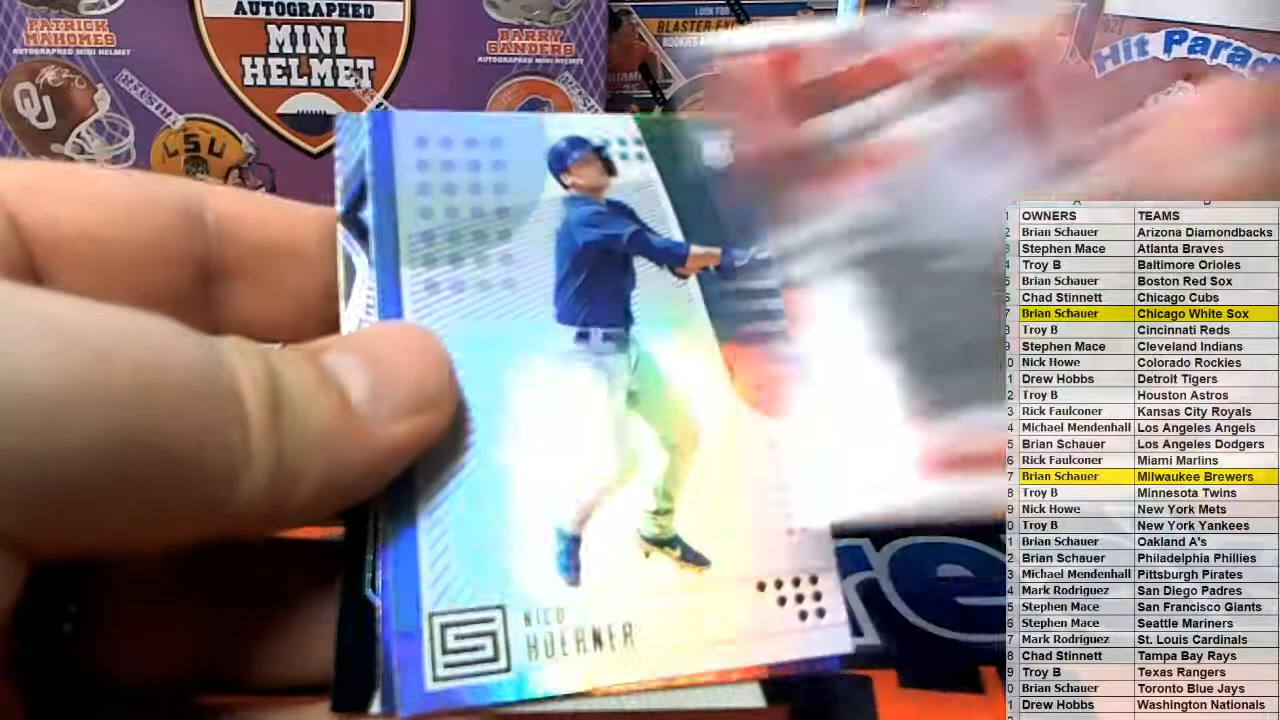 PATRICK
MAHOMES
AUTOGRAPHED MINI HELMET
AUTOGRAPHED
MINI
HELMET
BARRY
SANDERS
AUTOGRAPHED MINI HELMET
LOOK FOR
BLASTER
ROOKIES
Hit Parade
OU
LSU
NICO
HOERNER
OWNERS TEAMS
Brian Schauer Arizona Diamondbacks
Stephen Mace Atlanta Braves
Troy B Baltimore Orioles
Brian Schauer Boston Red Sox
Chad Stinnett Chicago Cubs
Brian Schauer Chicago White Sox
Troy B Cincinnati Reds
Stephen Mace Cleveland Indians
Nick Howe Colorado Rockies
Drew Hobbs Detroit Tigers
Troy B Houston Astros
Rick Faulconer Kansas City Royals
Michael Mendenhall Los Angeles Angels
Brian Schauer Los Angeles Dodgers
Rick Faulconer Miami Marlins
Brian Schauer Milwaukee Brewers
Troy B Minnesota Twins
Nick Howe New York Mets
Troy B New York Yankees
Brian Schauer Oakland A's
Brian Schauer Philadelphia Phillies
Michael Mendenhall Pittsburgh Pirates
Mark Rodriguez San Diego Padres
Stephen Mace San Francisco Giants
Stephen Mace Seattle Mariners
Mark Rodriguez St. Louis Cardinals
Chad Stinnett Tampa Bay Rays
Troy B Texas Rangers
Brian Schauer Toronto Blue Jays
Drew Hobbs Washington Nationals